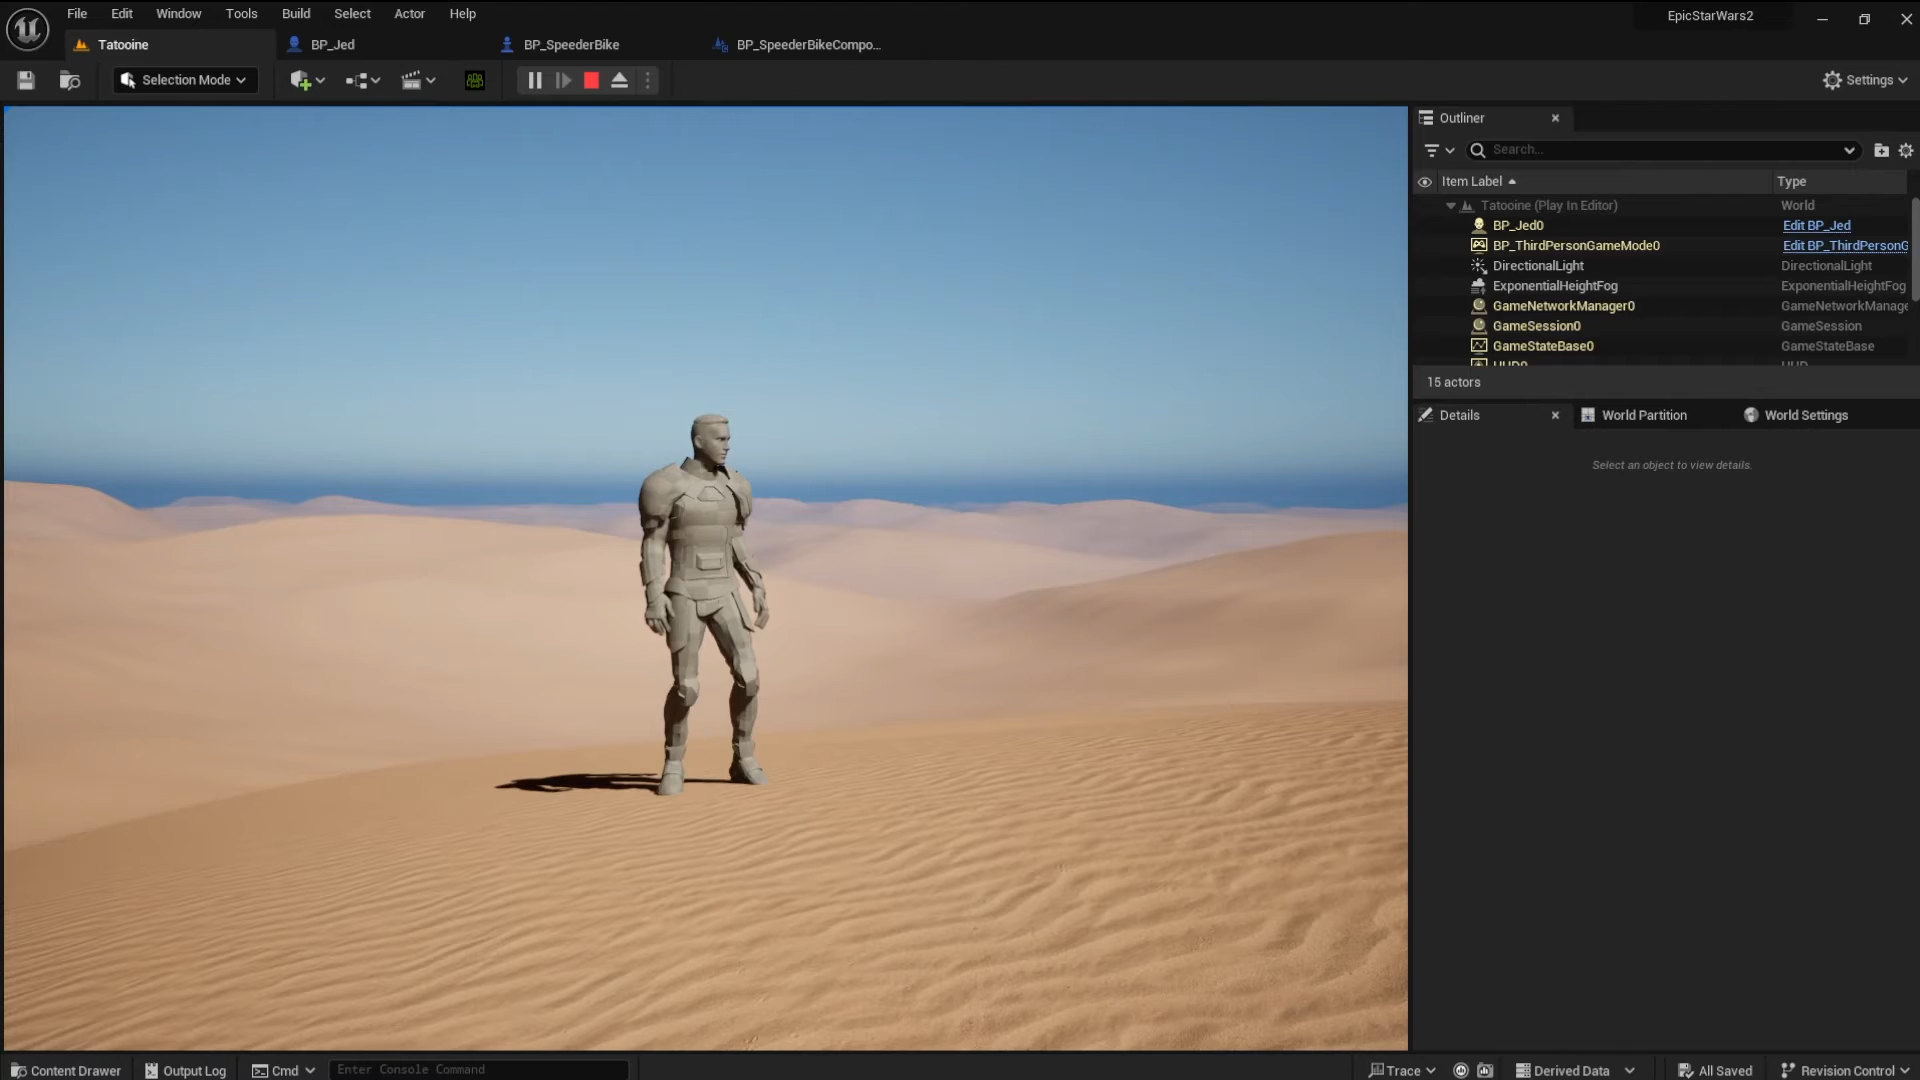 File Edit Window Tools Build Select Actor Help
EpicStarWars2
Tatooine
BP_Jed
BP_SpeederBike
BP_SpeederBikeCompo...
Selection Mode
Settings
Outliner
Search...
Item Label Type
Tatooine (Play In Editor) World
BP_Jed0 Edit BP_Jed
BP_ThirdPersonGameMode0 Edit BP_ThirdPersonG
DirectionalLight DirectionalLight
ExponentialHeightFog ExponentialHeightFog
GameNetworkManager0 GameNetworkManage
GameSession0 GameSession
GameStateBase0 GameStateBase
15 actors
Details World Partition World Settings
Select an object to view details.
Content Drawer Output Log Cmd Enter Console Command Trace Derived Data All Saved Revision Control